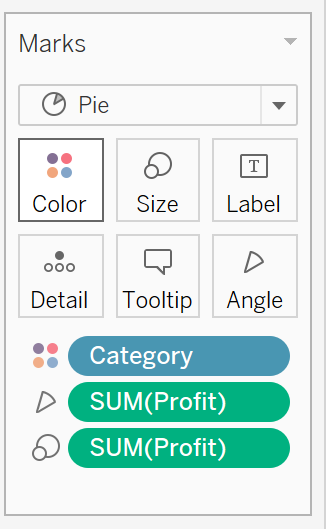 Marks
Pie
Color Size Label
Detail Tooltip Angle
Category
SUM(Profit)
SUM(Profit)